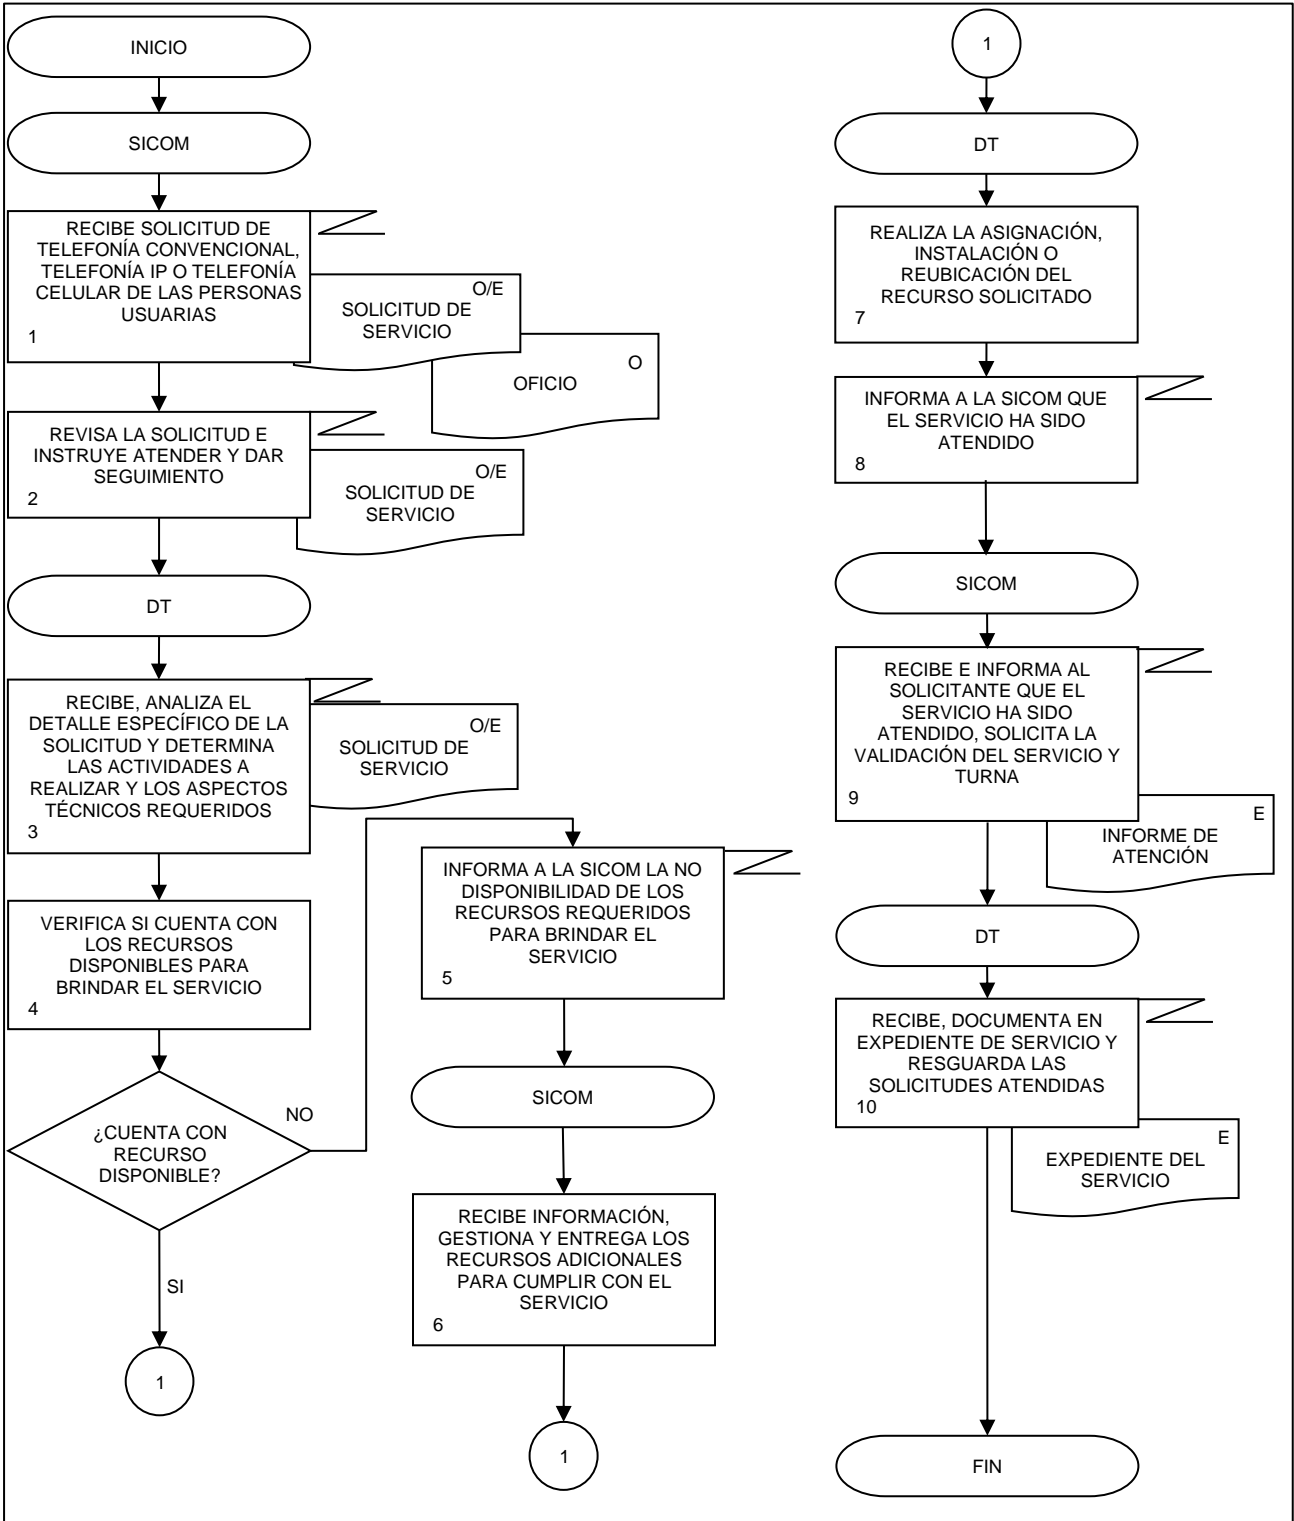 INICIO
SICOM
RECIBE SOLICITUD DE
TELEFONÍA CONVENCIONAL,
TELEFONÍA IP O TELEFONÍA
CELULAR DE LAS PERSONAS
USUARIAS
1
O/E
SOLICITUD DE
SERVICIO
O
OFICIO
REVISA LA SOLICITUD E
INSTRUYE ATENDER Y DAR
SEGUIMIENTO
2
O/E
SOLICITUD DE
SERVICIO
DT
RECIBE, ANALIZA EL
DETALLE ESPECÍFICO DE LA
SOLICITUD Y DETERMINA
LAS ACTIVIDADES A
REALIZAR Y LOS ASPECTOS
TÉCNICOS REQUERIDOS
3
O/E
SOLICITUD DE
SERVICIO
VERIFICA SI CUENTA CON
LOS RECURSOS
DISPONIBLES PARA
BRINDAR EL SERVICIO
4
¿CUENTA CON
RECURSO
DISPONIBLE?
NO
SI
1
INFORMA A LA SICOM LA NO
DISPONIBILIDAD DE LOS
RECURSOS REQUERIDOS
PARA BRINDAR EL
SERVICIO
5
SICOM
RECIBE INFORMACIÓN,
GESTIONA Y ENTREGA LOS
RECURSOS ADICIONALES
PARA CUMPLIR CON EL
SERVICIO
6
1
1
DT
REALIZA LA ASIGNACIÓN,
INSTALACIÓN O
REUBICACIÓN DEL
RECURSO SOLICITADO
7
INFORMA A LA SICOM QUE
EL SERVICIO HA SIDO
ATENDIDO
8
SICOM
RECIBE E INFORMA AL
SOLICITANTE QUE EL
SERVICIO HA SIDO
ATENDIDO, SOLICITA LA
VALIDACIÓN DEL SERVICIO Y
TURNA
9
E
INFORME DE
ATENCIÓN
DT
RECIBE, DOCUMENTA EN
EXPEDIENTE DE SERVICIO Y
RESGUARDA LAS
SOLICITUDES ATENDIDAS
10
E
EXPEDIENTE DEL
SERVICIO
FIN